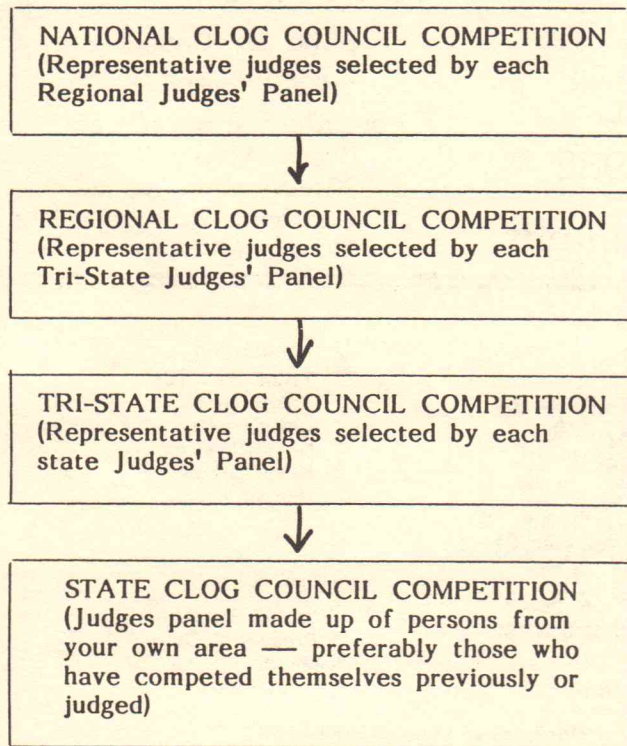 NATIONAL CLOG COUNCIL COMPETITION
(Representative judges selected by each
Regional Judges' Panel)
REGIONAL CLOG COUNCIL COMPETITION
(Representative judges selected by each
Tri-State Judges' Panel)
TRI-STATE CLOG COUNCIL COMPETITION
(Representative judges selected by each
state Judges' Panel)
STATE CLOG COUNCIL COMPETITION
(Judges panel made up of persons from
your own area — preferably those who
have competed themselves previously or
judged)